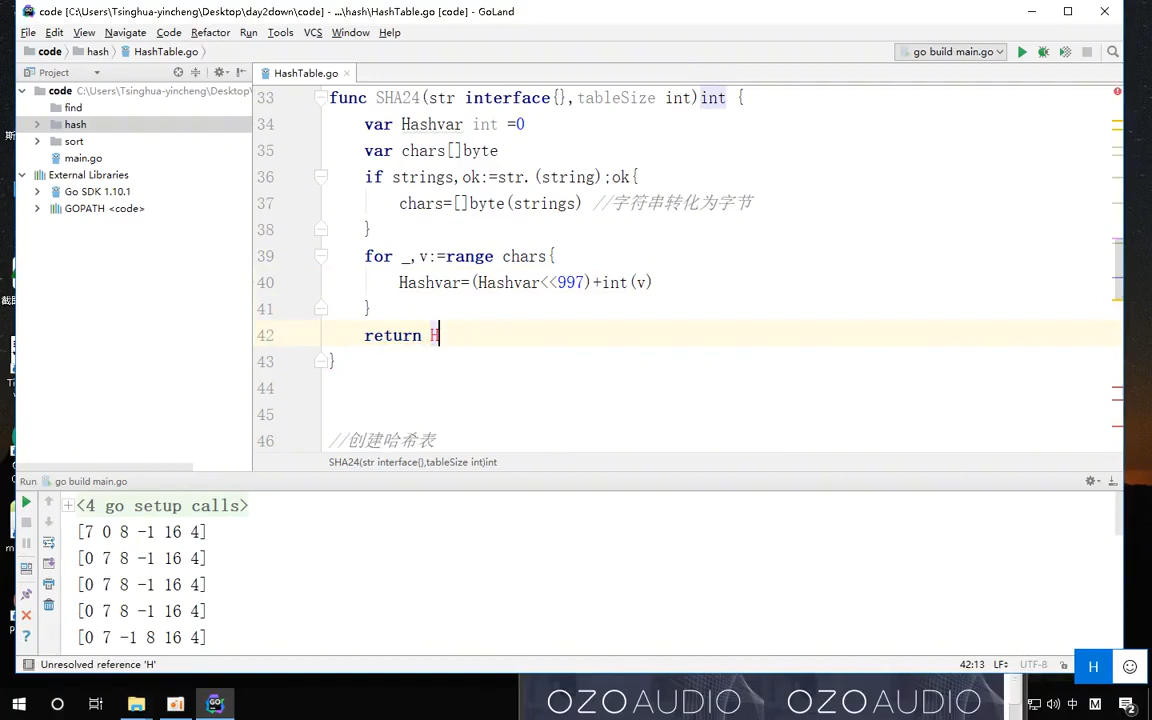 code [C:\Users\Tsinghua-yincheng\Desktop\day2down\code] - ...\hash\HashTable.go [code] - GoLand
File Edit View Navigate Code Refactor Run Tools VCS Window Help
code hash HashTable.go go build main.go
Project HashTable.go
code C:\Users\Tsinghua-yincheng\Desktop\
find
hash
sort
main.go
External Libraries
Go SDK 1.10.1
GOPATH <code>
33 func SHA24(str interface{},tableSize int)int {
34 var Hashvar int =0
35 var chars[]byte
36 if strings,ok:=str.(string);ok{
37 chars=[]byte(strings) //字符串转化为字节
38 }
39 for _,v:=range chars{
40 Hashvar=(Hashvar<<997)+int(v)
41 }
42 return H
43 }
44
45
46 //创建哈希表
SHA24(str interface{},tableSize int)int
Run go build main.go
<4 go setup calls>
[7 0 8 -1 16 4]
[0 7 8 -1 16 4]
[0 7 8 -1 16 4]
[0 7 8 -1 16 4]
[0 7 -1 8 16 4]
Unresolved reference 'H' 42:13 LF÷ UTF-8 H
OZO AUDIO OZO AUDIO
中 M 2